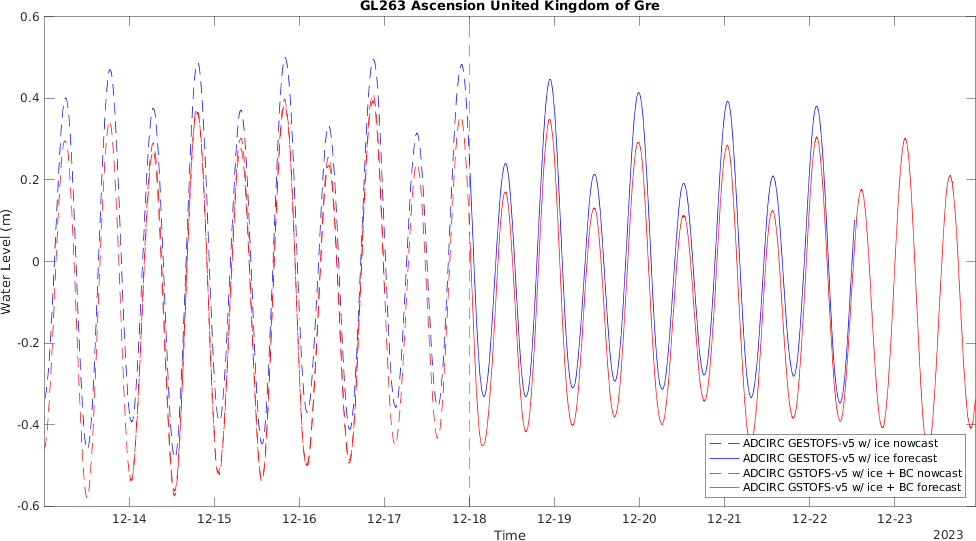 GL263 Ascension United Kingdom of Gre
0.6
0.4
0.2
0
-0.2
-0.4
-0.6
Water Level (m)
12-14 12-15 12-16 12-17 12-18 12-19 12-20 12-21 12-22 12-23
Time
2023
ADCIRC GESTOFS-v5 w/ ice nowcast
ADCIRC GESTOFS-v5 w/ ice forecast
ADCIRC GSTOFS-v5 w/ ice + BC nowcast
ADCIRC GSTOFS-v5 w/ ice + BC forecast